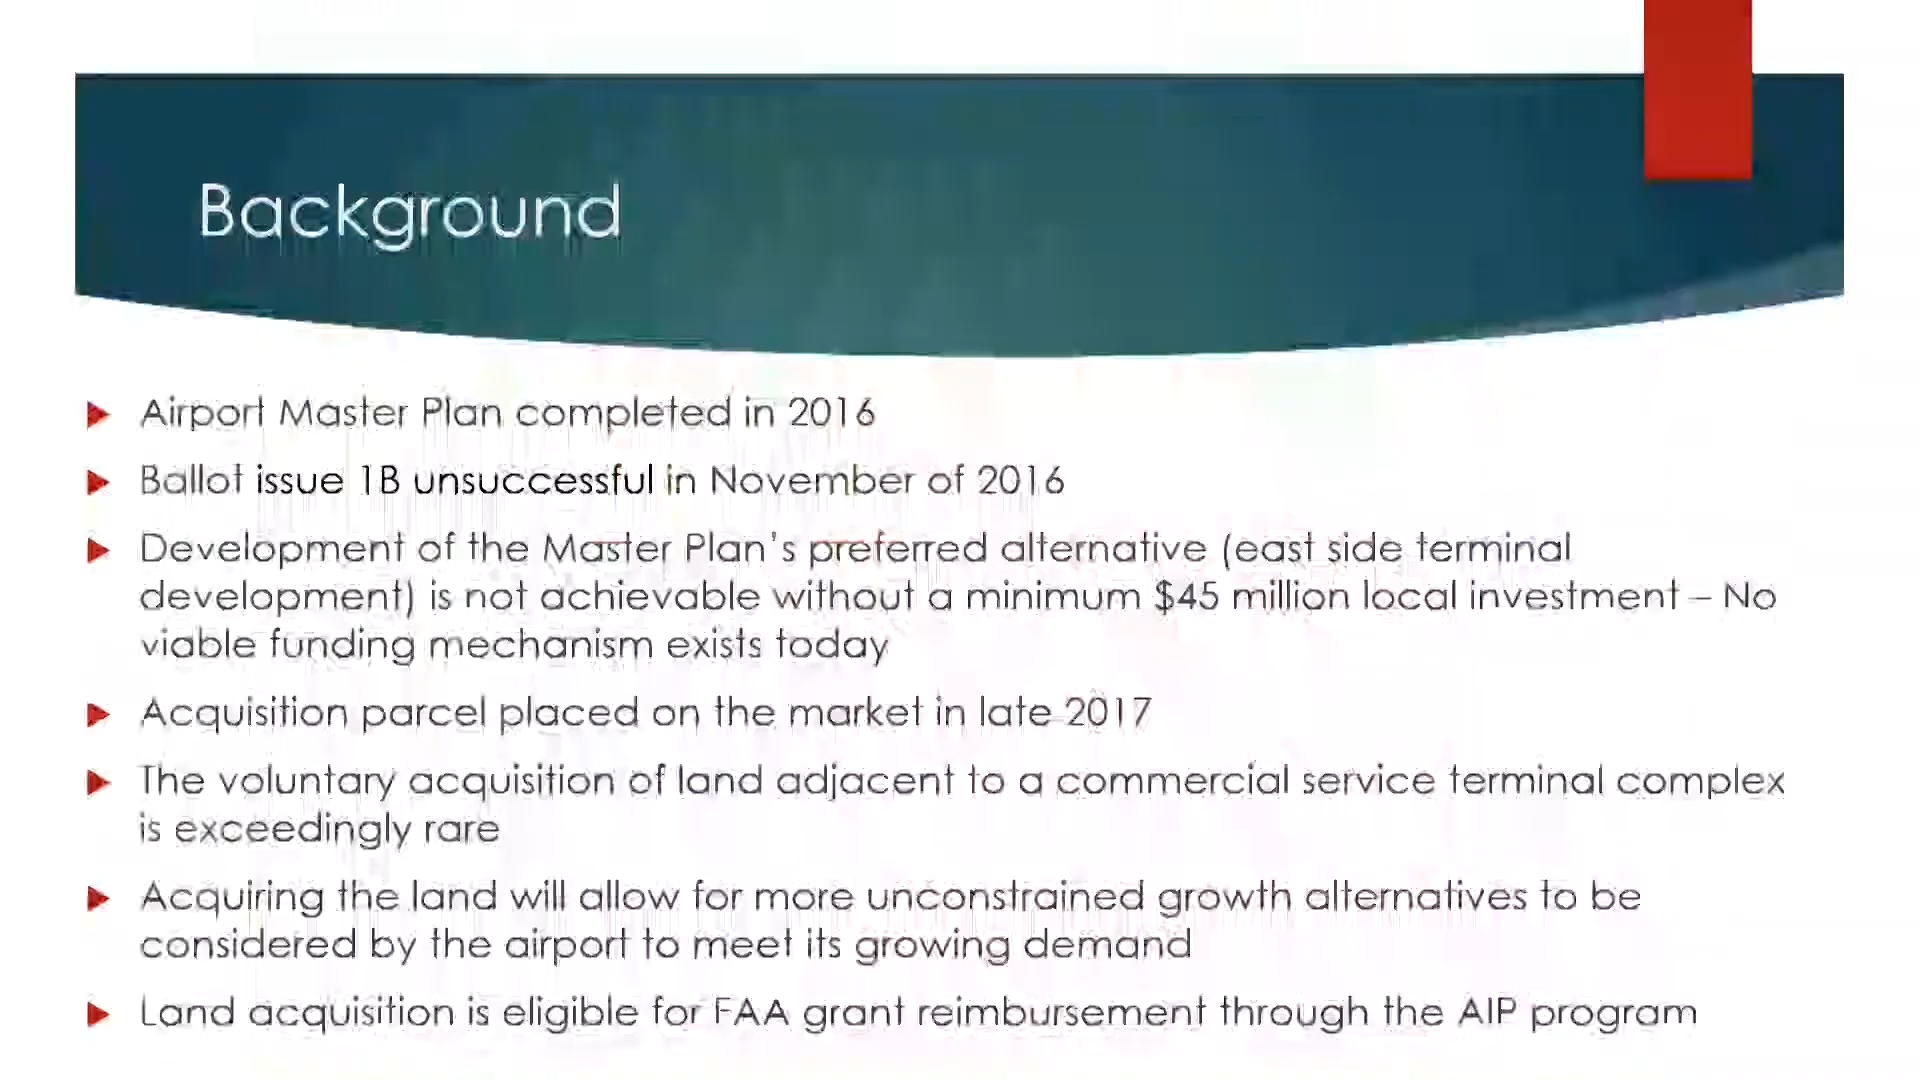 Background
Airport Master Plan completed in 2016
Ballot issue 1B unsuccessful in November of 2016
Development of the Master Plan's preferred alternative (east side terminal
development) is not achievable without a minimum $45 million local investment – No
viable funding mechanism exists today
Acquisition parcel placed on the market in late 2017
The voluntary acquisition of land adjacent to a commercial service terminal complex
is exceedingly rare
Acquiring the land will allow for more unconstrained growth alternatives to be
considered by the airport to meet its growing demand
Land acquisition is eligible for FAA grant reimbursement through the AIP program